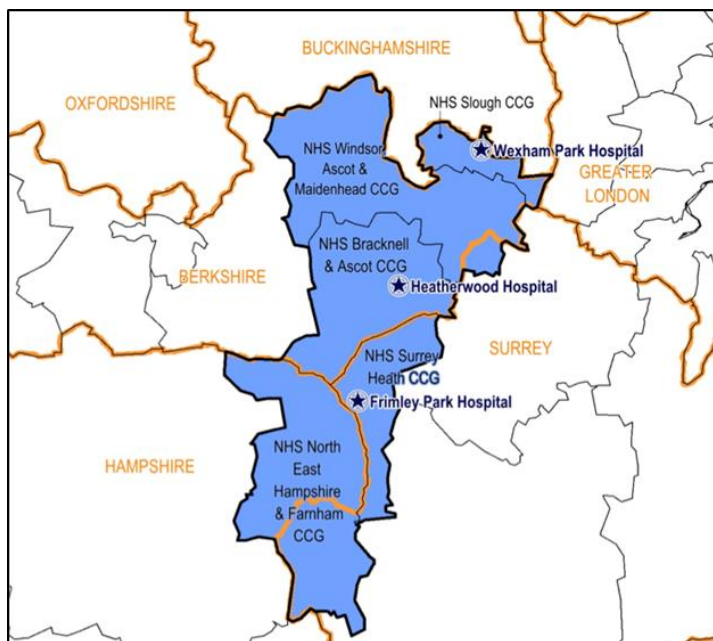 BUCKINGHAMSHIRE
OXFORDSHIRE
NHS Slough CCG
NHS Windsor
Ascot &
Maidenhead CCG
Wexham Park Hospital
GREATER
LONDON
NHS Bracknell
& Ascot CCG
BERKSHIRE
Heatherwood Hospital
NHS Surrey
Heath CCG
SURREY
Frimley Park Hospital
HAMPSHIRE
NHS North
East
Hampshire
& Farnham
CCG